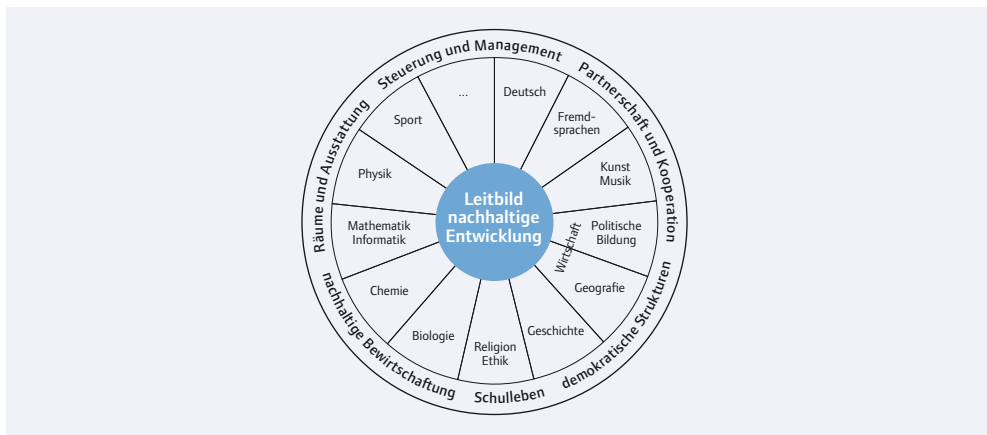 Steuerung und Management
Partnerschaft und Kooperation
demokratische Strukturen
Schulleben
nachhaltige Bewirtschaftung
Räume und Ausstattung
...
Deutsch
Fremd-
sprachen
Kunst
Musik
Politische
Bildung
Wirtschaft
Geografie
Geschichte
Religion
Ethik
Biologie
Chemie
Mathematik
Informatik
Physik
Sport
Leitbild
nachhaltige
Entwicklung